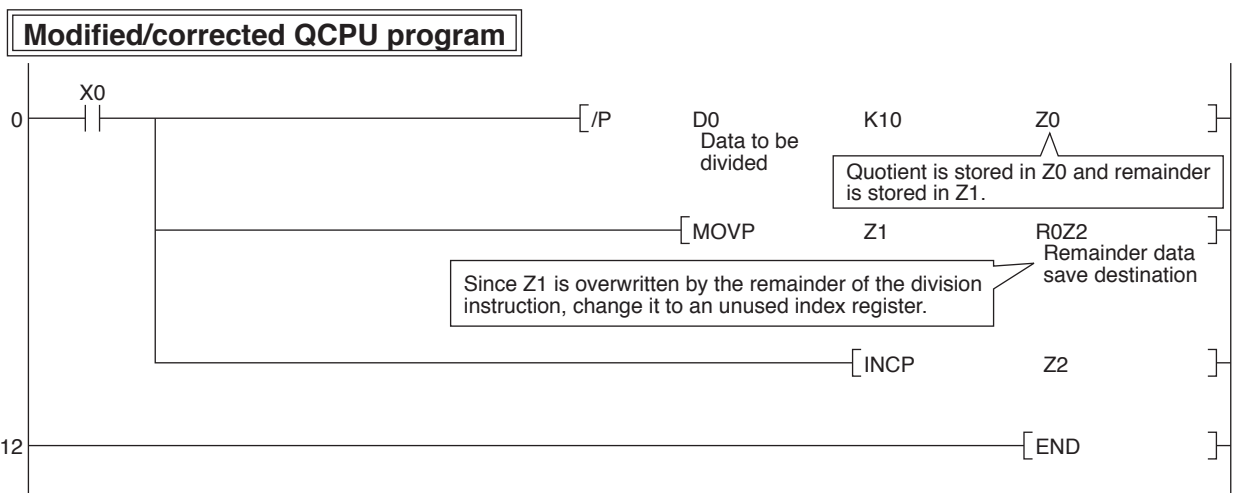 Modified/corrected QCPU program
X0
0 /P D0 K10 Z0
Data to be
divided
Quotient is stored in Z0 and remainder
is stored in Z1.
MOVP Z1 R0Z2
Remainder data
save destination
Since Z1 is overwritten by the remainder of the division
instruction, change it to an unused index register.
INCP Z2
12 END